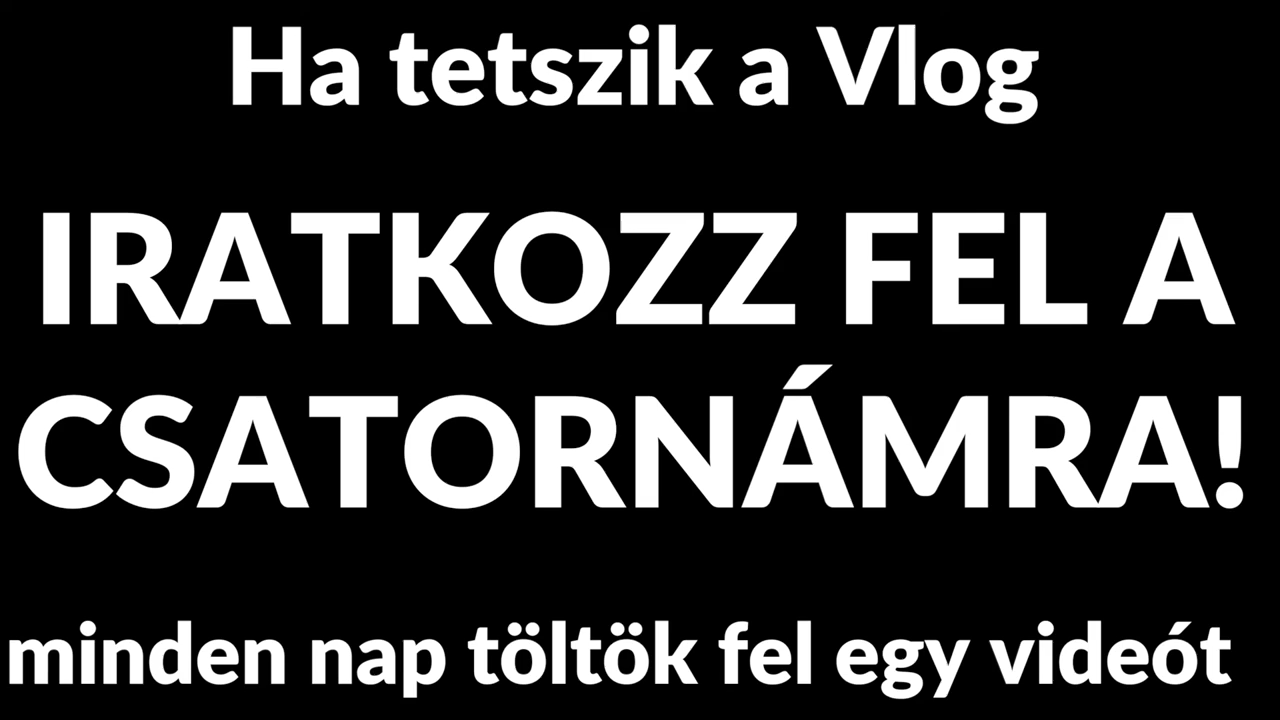 Ha tetszik a Vlog
IRATKOZZ FEL A
CSATORNÁMRA!
minden nap töltök fel egy videót